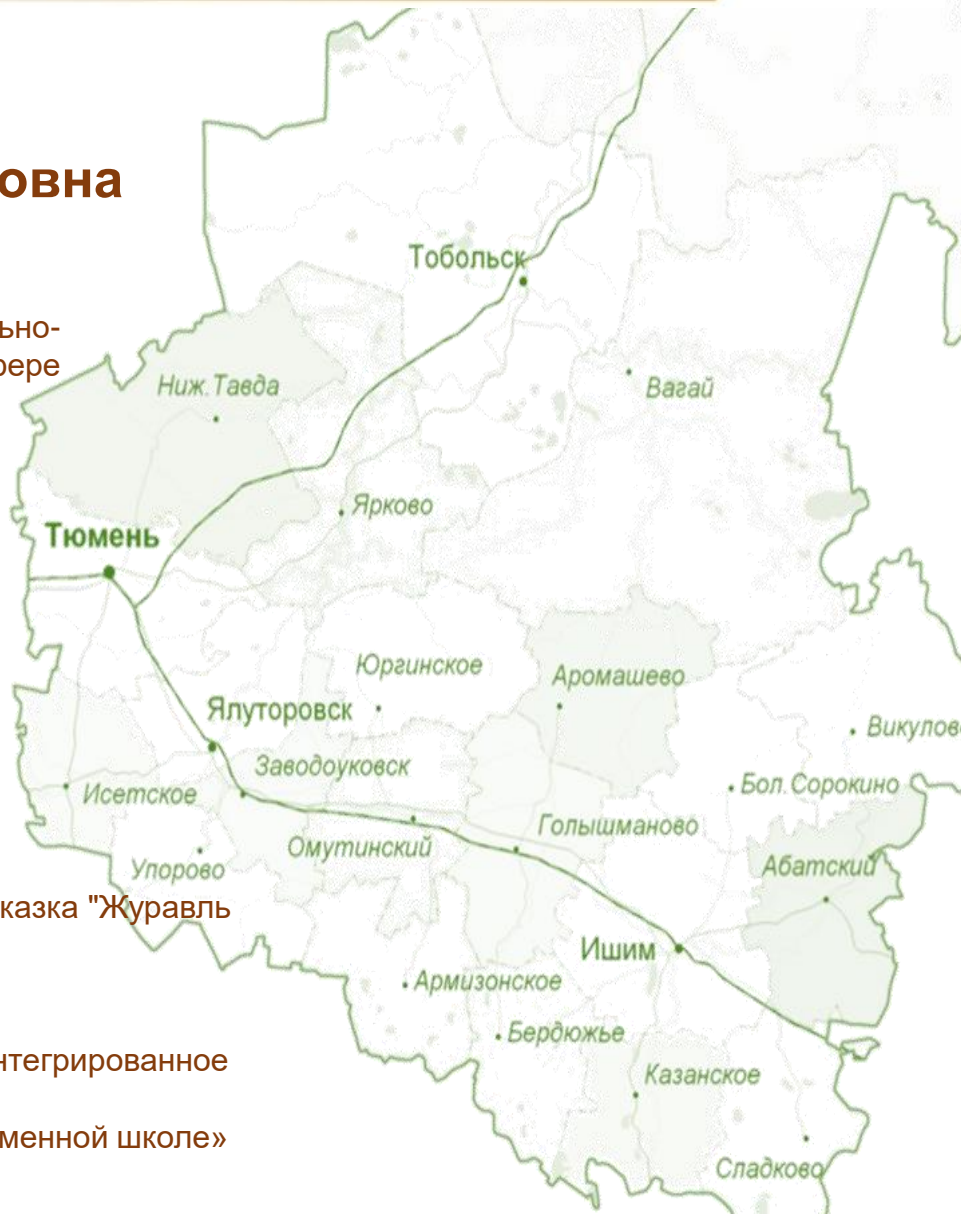 овна
Тобольск
ьно-
фере
Ниж.Тавда
Вагай
Ярково
Тюмень
Юргинское
Аромашево
Ялуторовск
Викулово
Заводоуковск
Бол.Сорокино
Исетское
Голышманово
Омутинский
Абатский
Упорово
казка "Журавль
Ишим
Армизонское
Бердюжье
нтегрированное
Казанское
менной школе»
Сладково